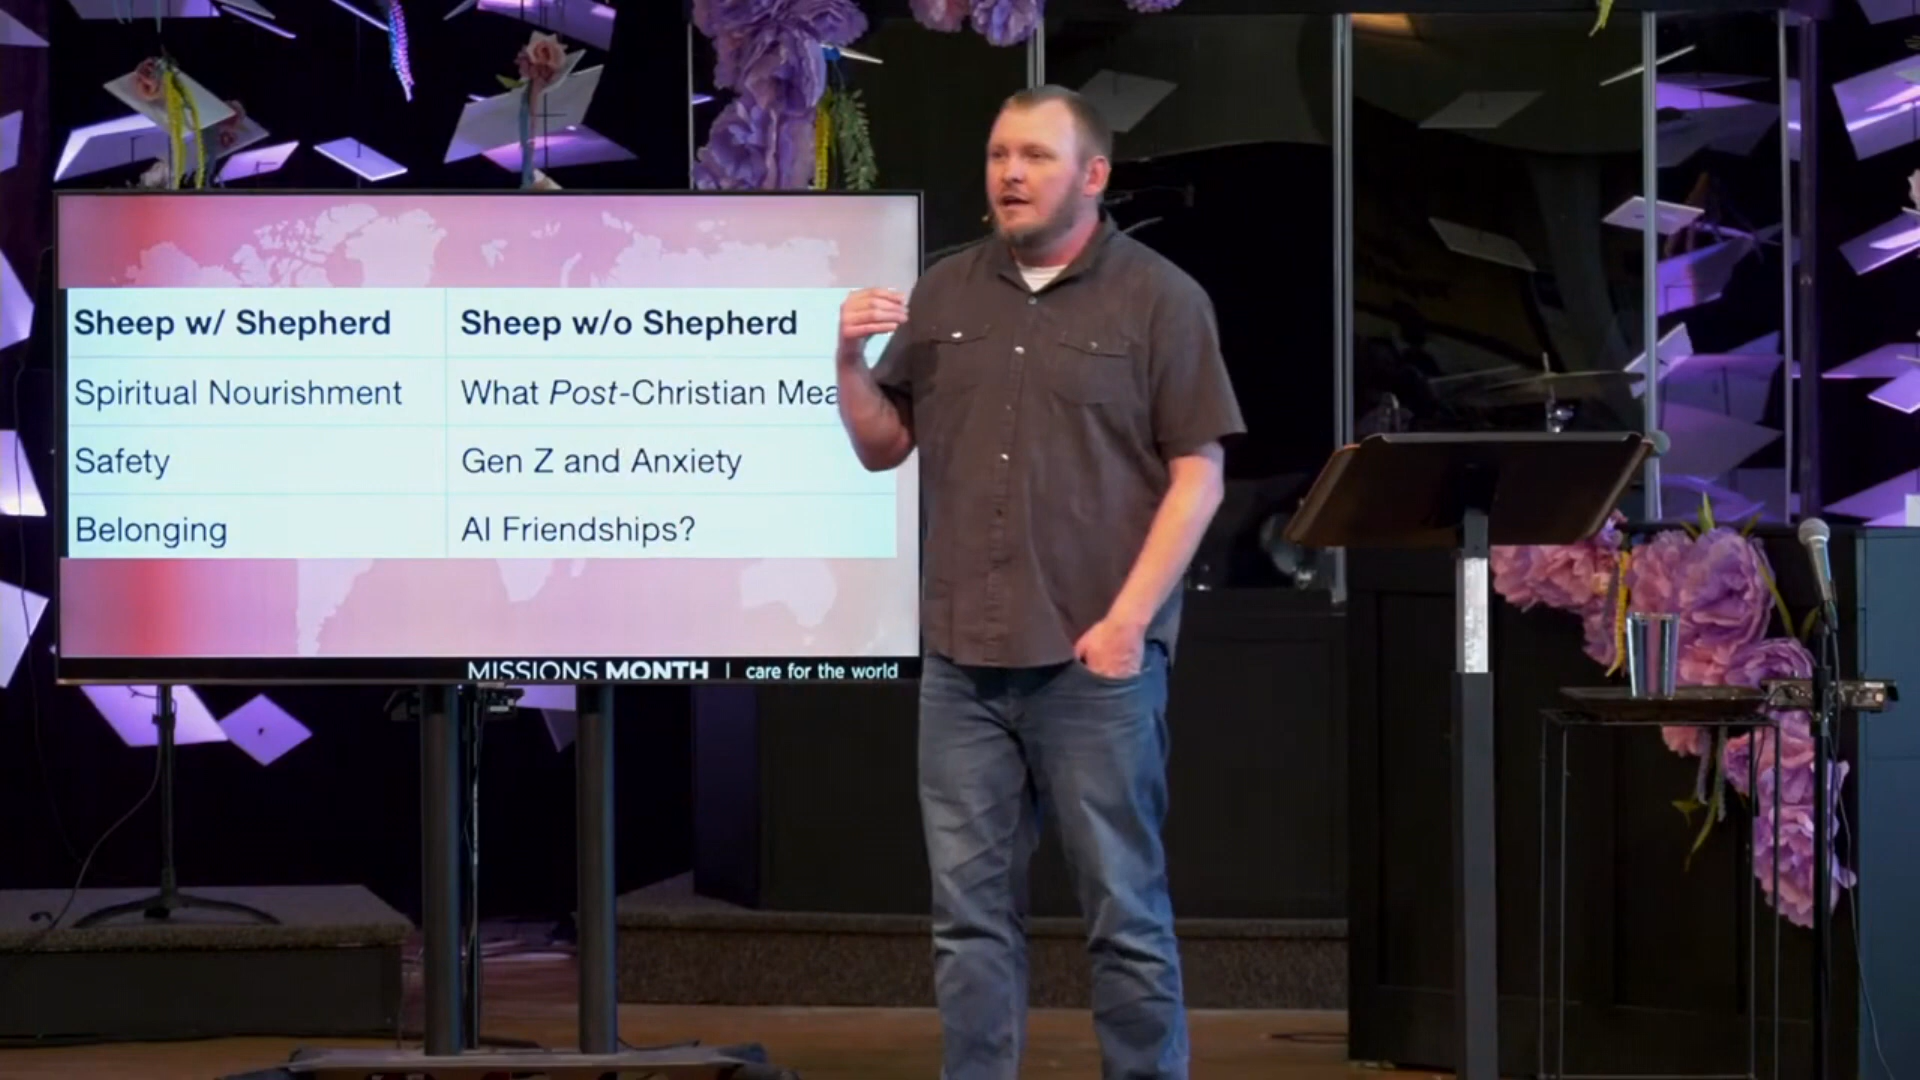 Sheep w/ Shepherd
Sheep w/o Shepherd
Spiritual Nourishment
What Post-Christian
Safety
Gen Z and Anxiety
Belonging
AI Friendships?
MISSIONS MONTH | care for the world